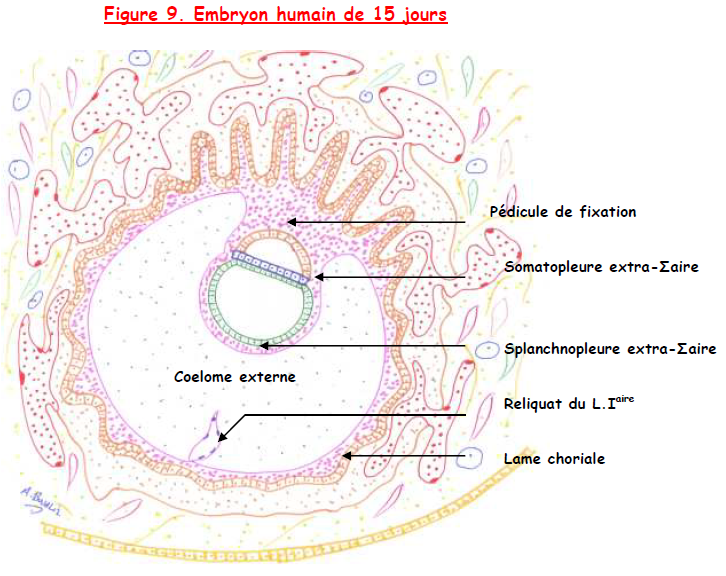 Figure 9. Embryon humain de 15 jours
Pédicule de fixation
Somatopleure extra-Σaire
Splanchnopleure extra-Σaire
Coelome externe
Reliquat du L.Iaire
Lame choriale